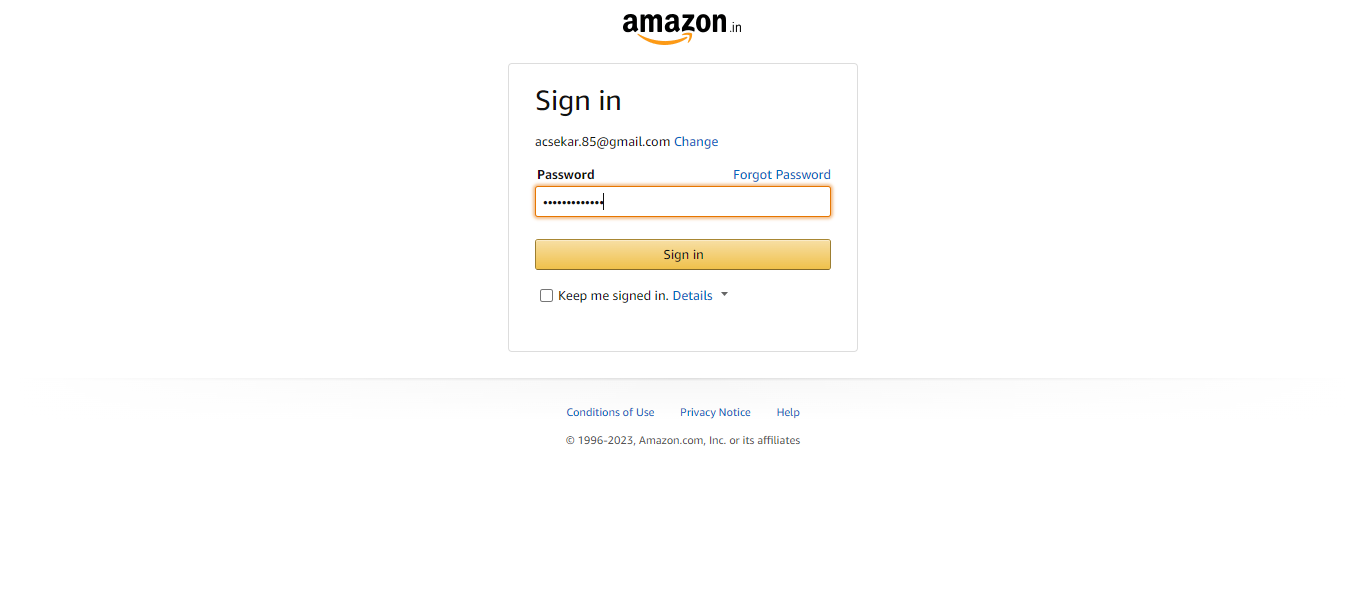 amazon.in
Sign in
acsekar.85@gmail.com Change
Password Forgot Password
•••••••••••••
Sign in
Keep me signed in. Details
Conditions of Use Privacy Notice Help
© 1996-2023, Amazon.com, Inc. or its affiliates